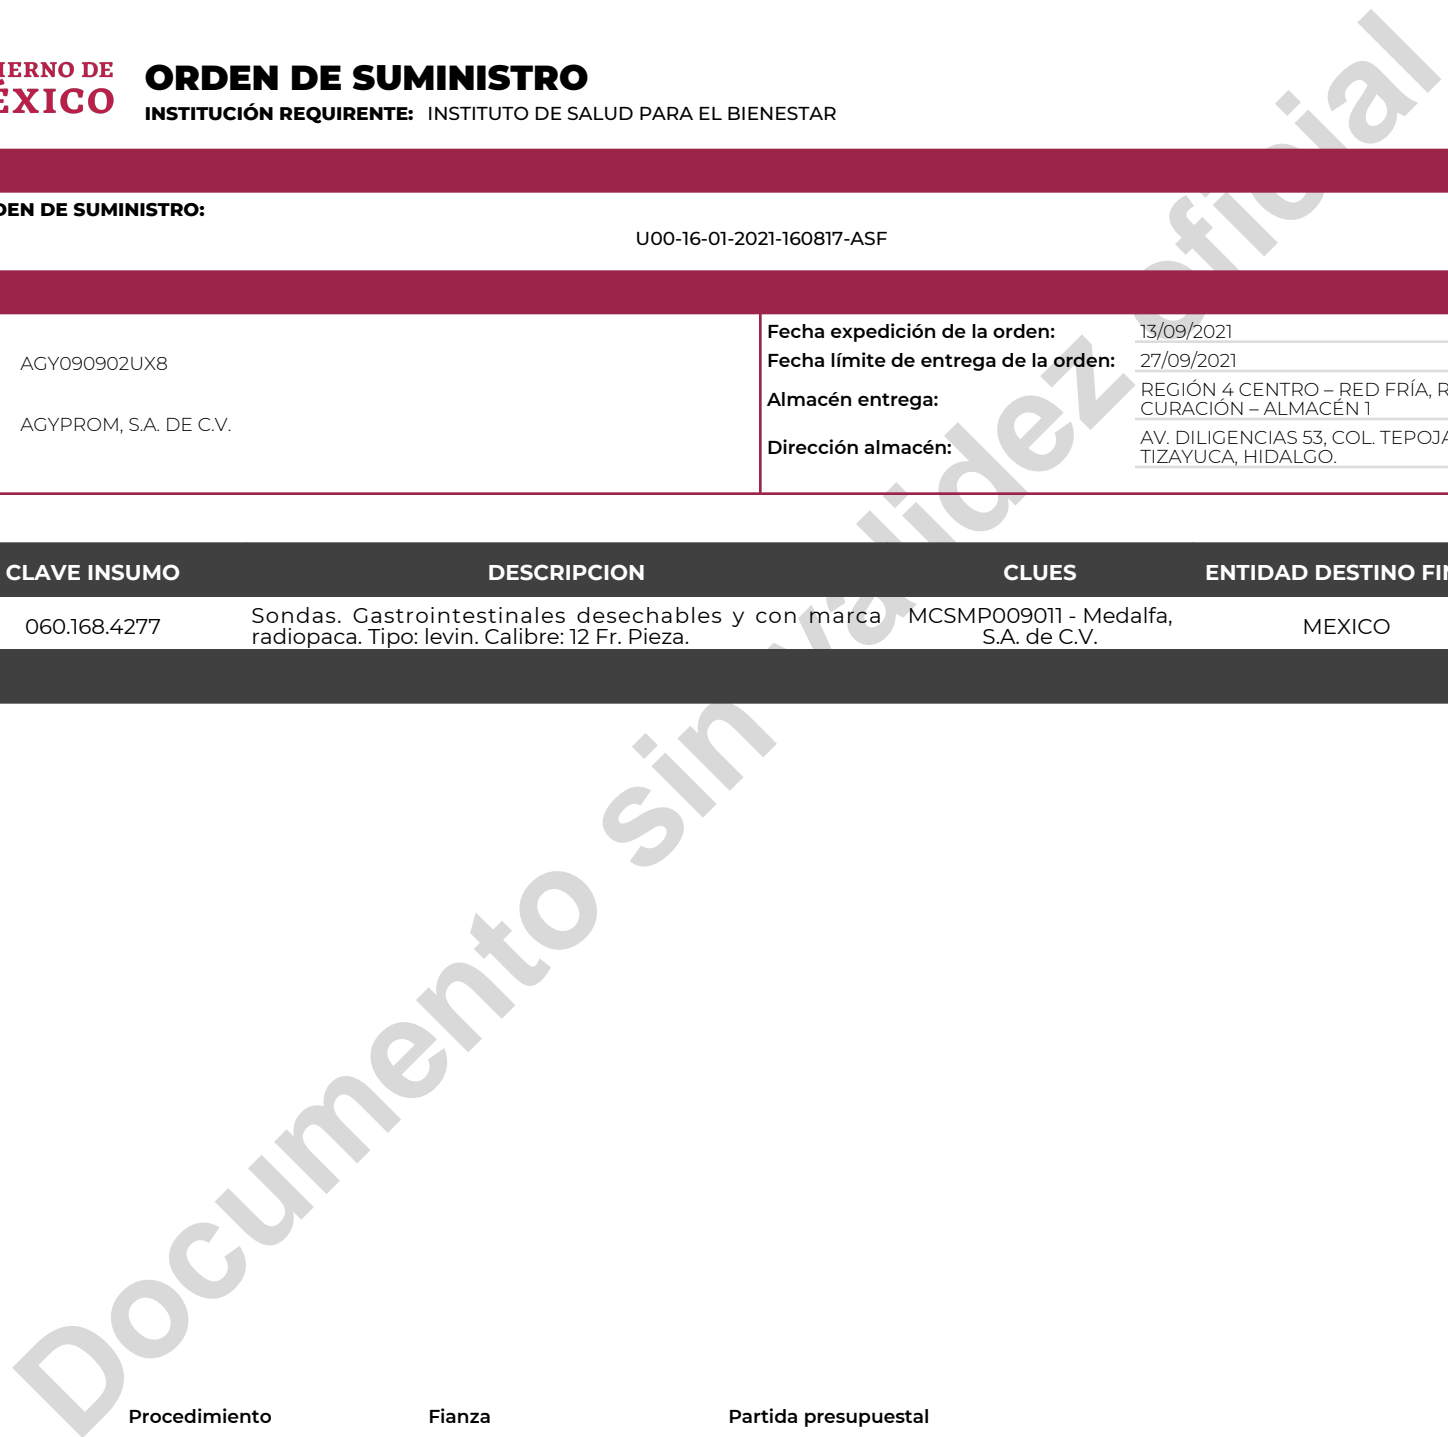 ORDEN DE SUMINISTRO
INSTITUCIÓN REQUIRENTE: INSTITUTO DE SALUD PARA EL BIENESTAR
IERNO DE
ÉXICO
DEN DE SUMINISTRO:
U00-16-01-2021-160817-ASF
AGY090902UX8
AGYPROM, S.A. DE C.V.
Fecha expedición de la orden: 13/09/2021
Fecha límite de entrega de la orden: 27/09/2021
Almacén entrega: REGIÓN 4 CENTRO – RED FRÍA, R
CURACIÓN – ALMACÉN 1
Dirección almacén: AV. DILIGENCIAS 53, COL. TEPOJA
TIZAYUCA, HIDALGO.
CLAVE INSUMO DESCRIPCION CLUES ENTIDAD DESTINO FIN
060.168.4277 Sondas. Gastrointestinales desechables y con marca MCSMP009011 - Medalfa, MEXICO
radiopaca. Tipo: levin. Calibre: 12 Fr. Pieza. S.A. de C.V.
Documento sin validez oficial
Procedimiento Fianza Partida presupuestal